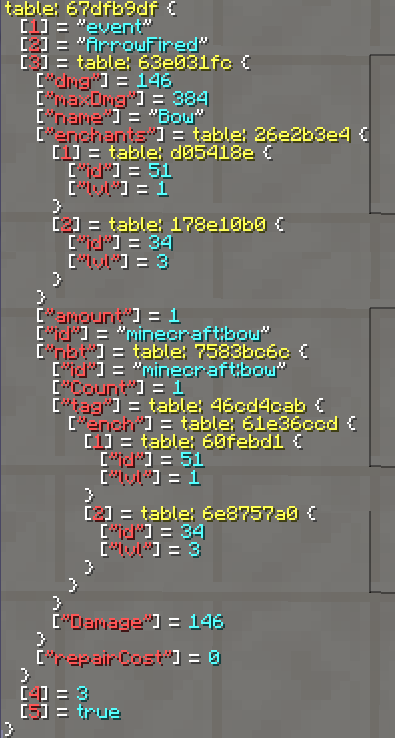 table: 67dfb9df {
  [1] = "event"
  [2] = "ArrowFired"
  [3] = table: 63e031fc {
    ["dmg"] = 146
    ["maxDmg"] = 384
    ["name"] = "Bow"
    ["enchants"] = table: 26e2b3e4 {
      [1] = table: d05418e {
        ["id"] = 51
        ["lvl"] = 1
      }
      [2] = table: 178e10b0 {
        ["id"] = 34
        ["lvl"] = 3
      }
    }
    ["amount"] = 1
    ["id"] = "minecraft:bow"
    ["nbt"] = table: 7583bc6c {
      ["id"] = "minecraft:bow"
      ["Count"] = 1
      ["tag"] = table: 46cd4cab {
        ["ench"] = table: 61e36ccd {
          [1] = table: 60febd1 {
            ["id"] = 51
            ["lvl"] = 1
          }
          [2] = table: 6e8757a0 {
            ["id"] = 34
            ["lvl"] = 3
          }
        }
      }
      ["Damage"] = 146
    }
    ["repairCost"] = 0
  }
  [4] = 3
  [5] = true
}